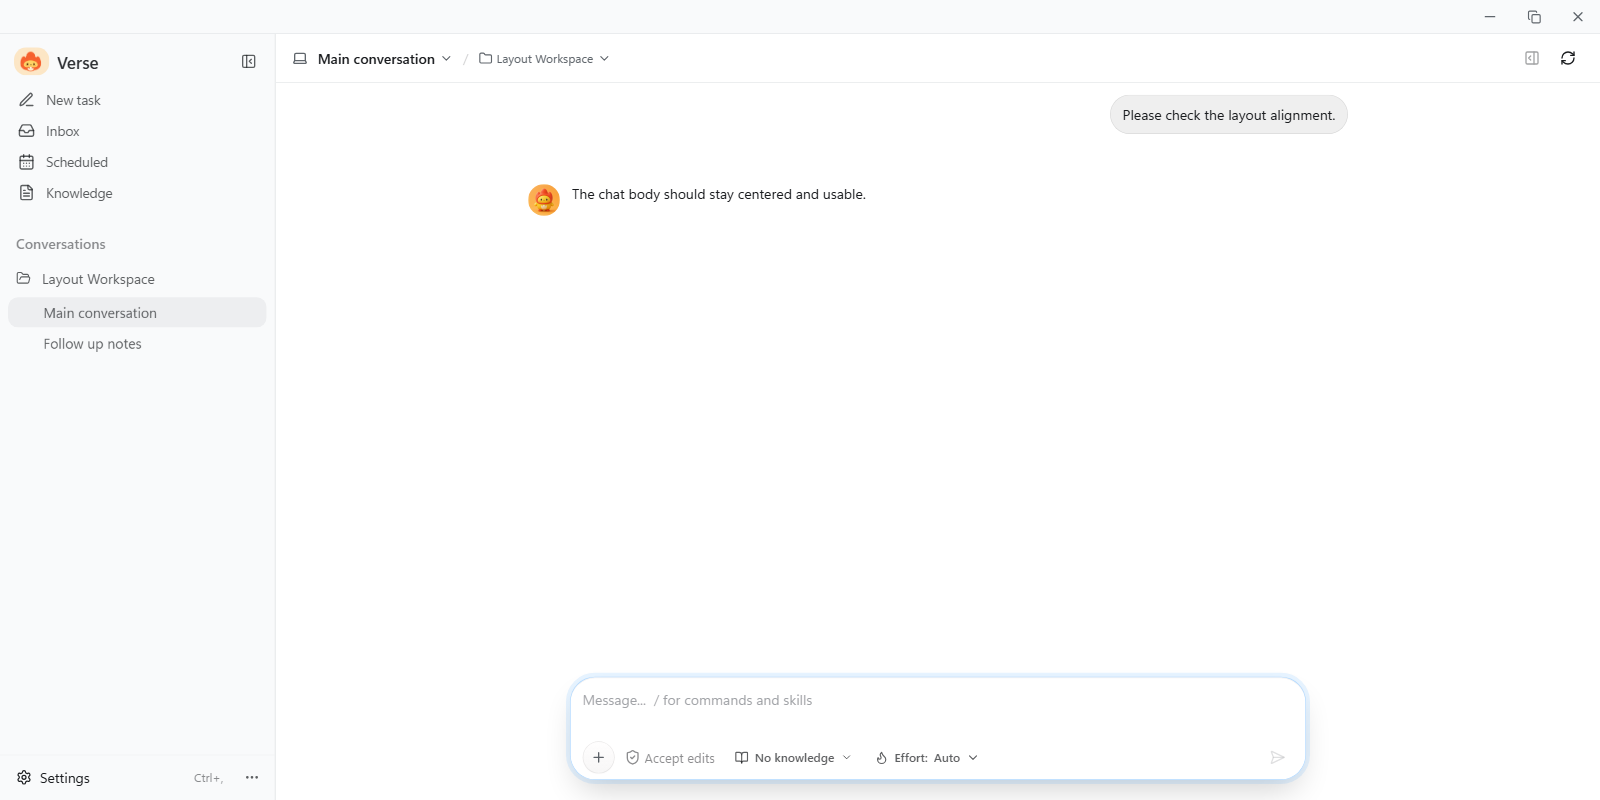 Verse
New task
Inbox
Scheduled
Knowledge
Conversations
Layout Workspace
Main conversation
Follow up notes
Settings Ctrl+,
Main conversation / Layout Workspace
Please check the layout alignment.
The chat body should stay centered and usable.
Message... / for commands and skills
Accept edits No knowledge Effort: Auto